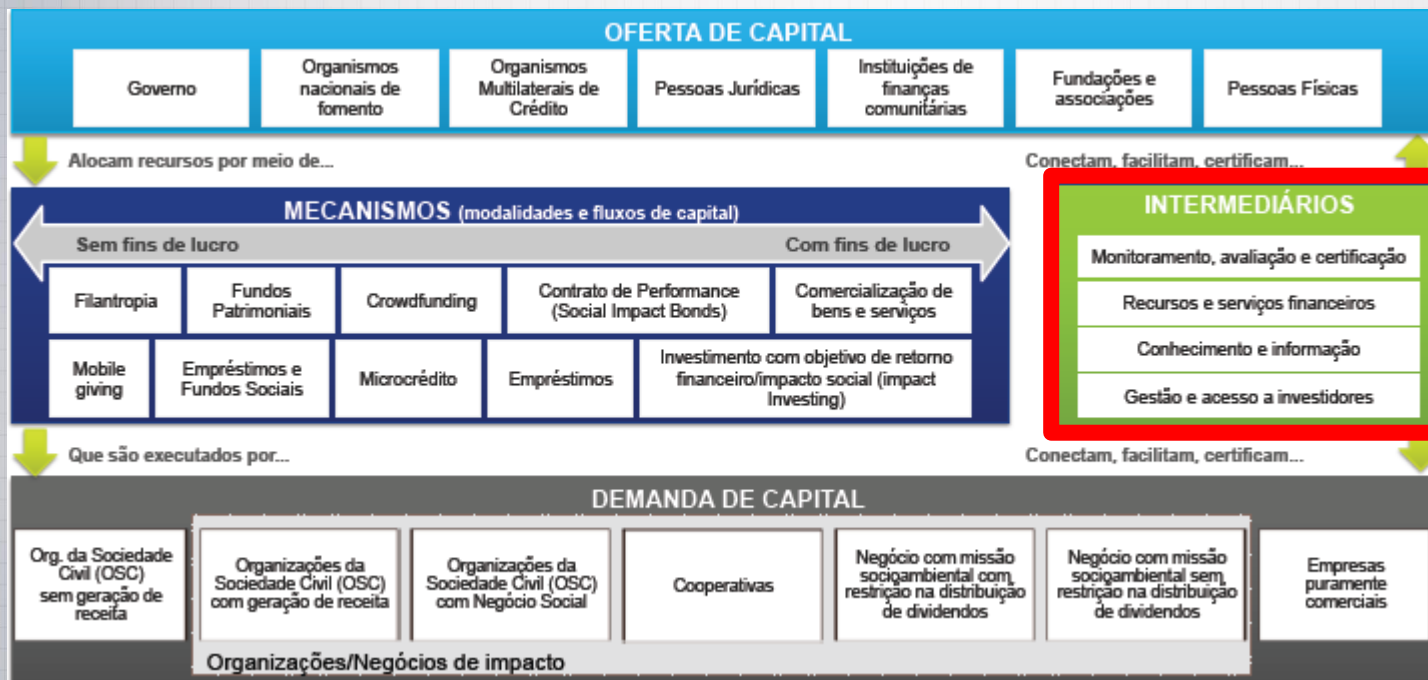 OFERTA DE CAPITAL
Governo
Organismos
nacionais de
fomento
Organismos
Multilaterais de
Crédito
Pessoas Jurídicas
Instituições de
finanças
comunitárias
Fundações e
associações
Pessoas Físicas
Alocam recursos por meio de...
Conectam, facilitam, certificam...
MECANISMOS (modalidades e fluxos de capital)
Sem fins de lucro
Com fins de lucro
Filantropia
Fundos
Patrimoniais
Crowdfunding
Contrato de Performance
(Social Impact Bonds)
Comercialização de
bens e serviços
Mobile
giving
Empréstimos e
Fundos Sociais
Microcrédito
Empréstimos
Investimento com objetivo de retorno
financeiro/impacto social (impact
Investing)
INTERMEDIÁRIOS
Monitoramento, avaliação e certificação
Recursos e serviços financeiros
Conhecimento e informação
Gestão e acesso a investidores
Que são executados por...
Conectam, facilitam, certificam...
DEMANDA DE CAPITAL
Org. da Sociedade
Civil (OSC)
sem geração de
receita
Organizações da
Sociedade Civil (OSC)
com geração de receita
Organizações da
Sociedade Civil (OSC)
com Negócio Social
Cooperativas
Negócio com missão
socioambiental com
restrição na distribuição
de dividendos
Negócio com missão
socioambiental sem
restrição na distribuição
de dividendos
Empresas
puramente
comerciais
Organizações/Negócios de impacto